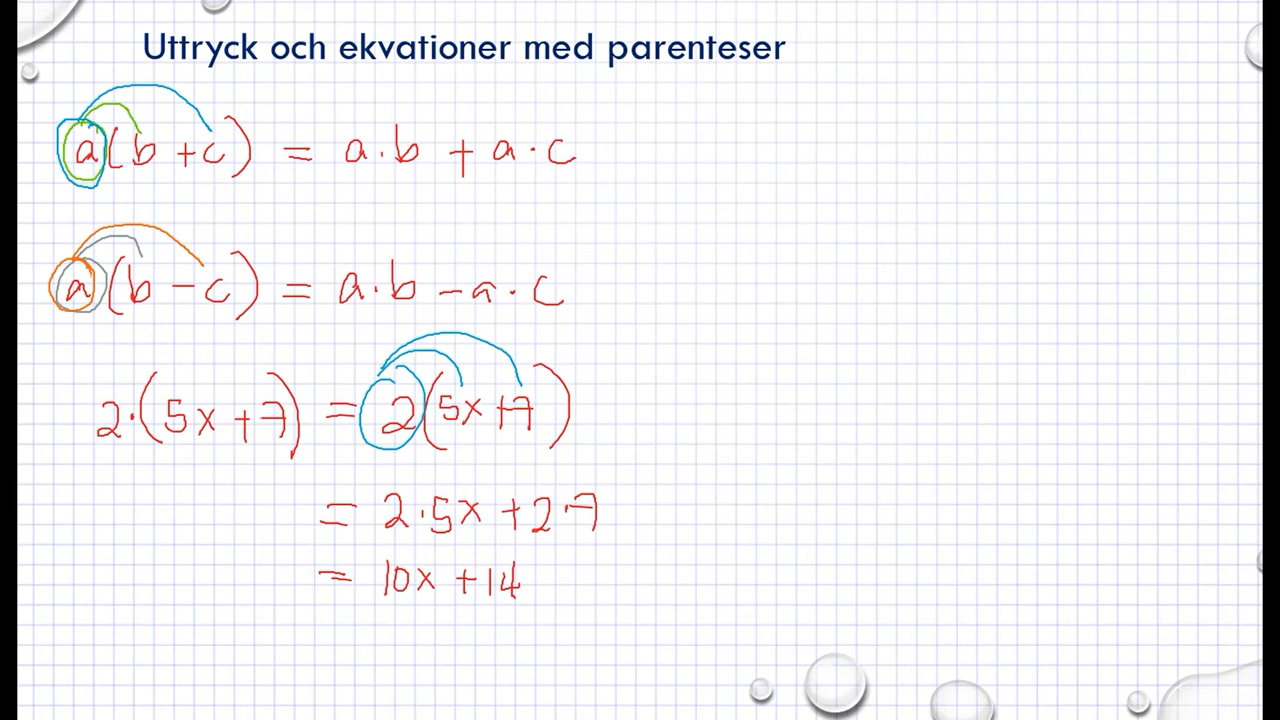 Uttryck och ekvationer med parenteser
a(b+c) = a·b + a·c
a(b-c) = a·b - a·c
2·(5x+7) = 2(5x+7)
= 2·5x+2·7
= 10x+14